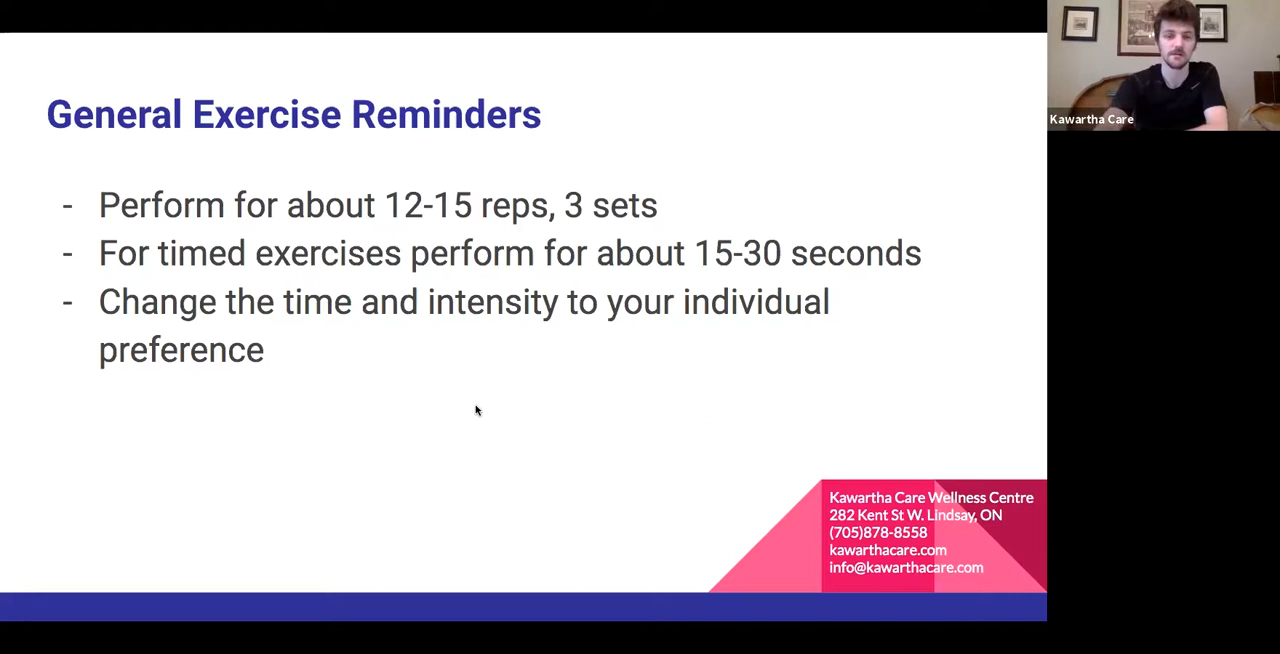 General Exercise Reminders
- Perform for about 12-15 reps, 3 sets
- For timed exercises perform for about 15-30 seconds
- Change the time and intensity to your individual
preference
Kawartha Care Wellness Centre
282 Kent St W. Lindsay, ON
(705)878-8558
kawarthacare.com
info@kawarthacare.com
Kawartha Care